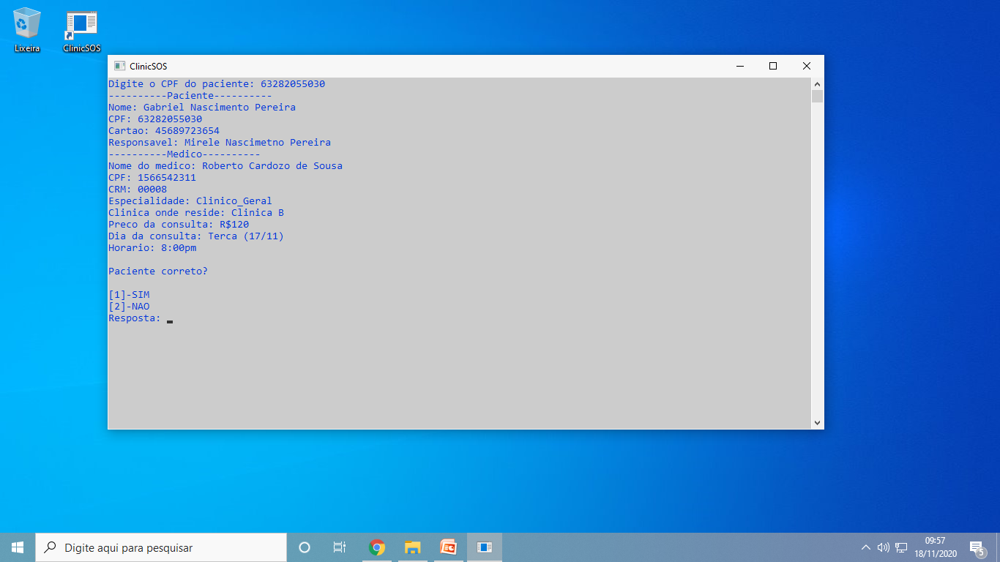 Lixeira
ClinicSOS
ClinicSOS
Digite o CPF do paciente: 63282055030
----------Paciente----------
Nome: Gabriel Nascimento Pereira
CPF: 63282055030
Cartao: 45689723654
Responsavel: Mirele Nascimetno Pereira
----------Medico----------
Nome do medico: Roberto Cardozo de Sousa
CPF: 1566542311
CRM: 00008
Especialidade: Clinico_Geral
Clinica onde reside: Clinica B
Preco da consulta: R$120
Dia da consulta: Terca (17/11)
Horario: 8:00pm
Paciente correto?
[1]-SIM
[2]-NAO
Resposta:
Digite aqui para pesquisar
09:57
18/11/2020
5